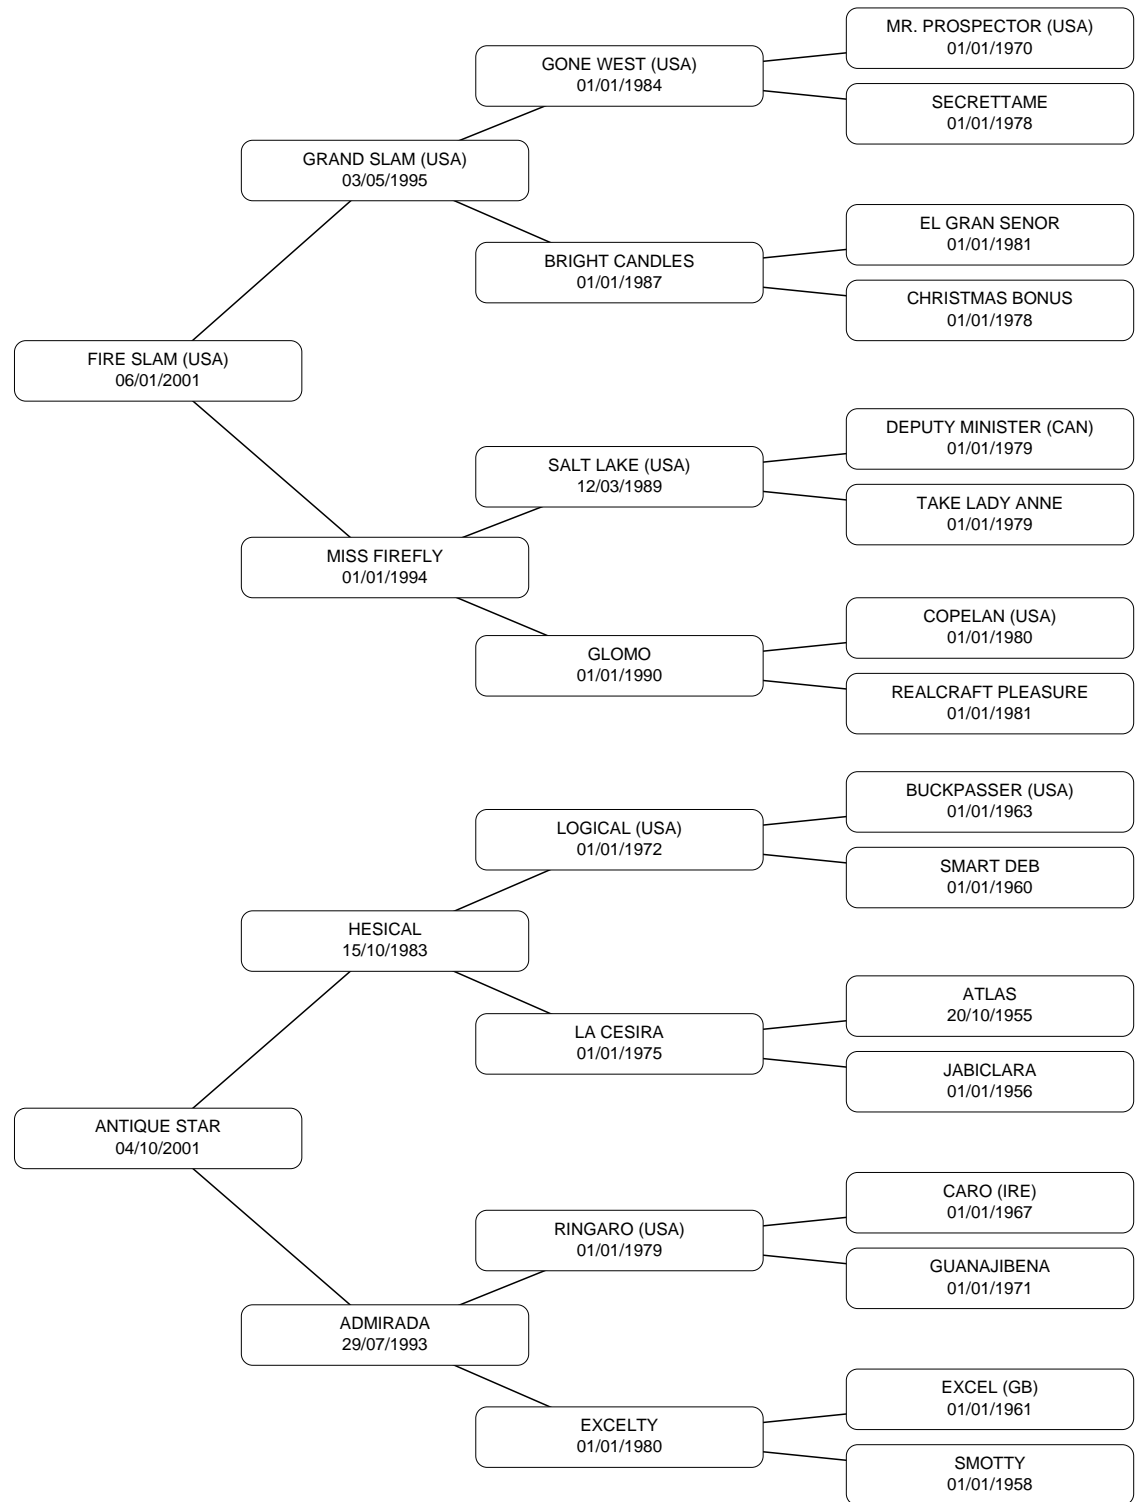 MR. PROSPECTOR (USA)
01/01/1970
GONE WEST (USA)
01/01/1984
SECRETTAME
01/01/1978
GRAND SLAM (USA)
03/05/1995
EL GRAN SENOR
01/01/1981
BRIGHT CANDLES
01/01/1987
CHRISTMAS BONUS
01/01/1978
FIRE SLAM (USA)
06/01/2001
DEPUTY MINISTER (CAN)
01/01/1979
SALT LAKE (USA)
12/03/1989
TAKE LADY ANNE
01/01/1979
MISS FIREFLY
01/01/1994
COPELAN (USA)
01/01/1980
GLOMO
01/01/1990
REALCRAFT PLEASURE
01/01/1981
BUCKPASSER (USA)
01/01/1963
LOGICAL (USA)
01/01/1972
SMART DEB
01/01/1960
HESICAL
15/10/1983
ATLAS
20/10/1955
LA CESIRA
01/01/1975
JABICLARA
01/01/1956
ANTIQUE STAR
04/10/2001
CARO (IRE)
01/01/1967
RINGARO (USA)
01/01/1979
GUANAJIBENA
01/01/1971
ADMIRADA
29/07/1993
EXCEL (GB)
01/01/1961
EXCELTY
01/01/1980
SMOTTY
01/01/1958